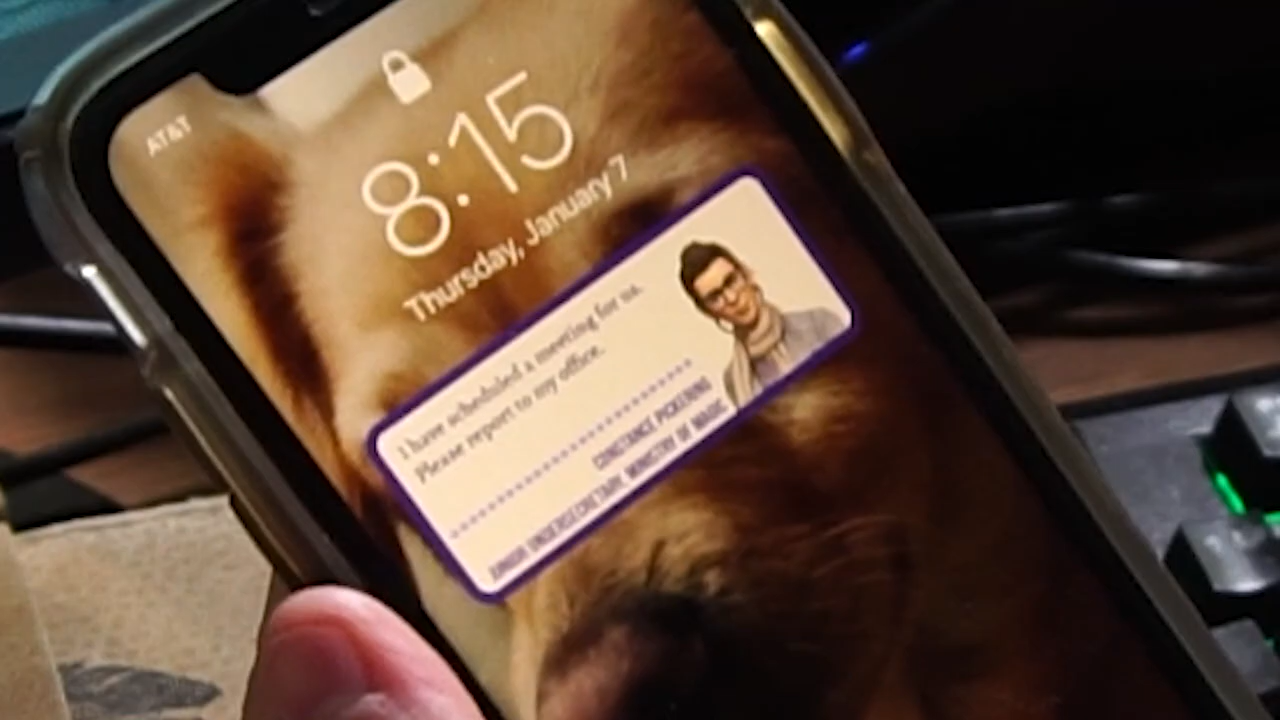 AT&T
8:15
Thursday, January 7
I have scheduled a meeting for us.
Please report to my office.
CONSTANCE PICKERING
JUNIOR UNDERSECRETARY, MINISTRY OF MAGIC